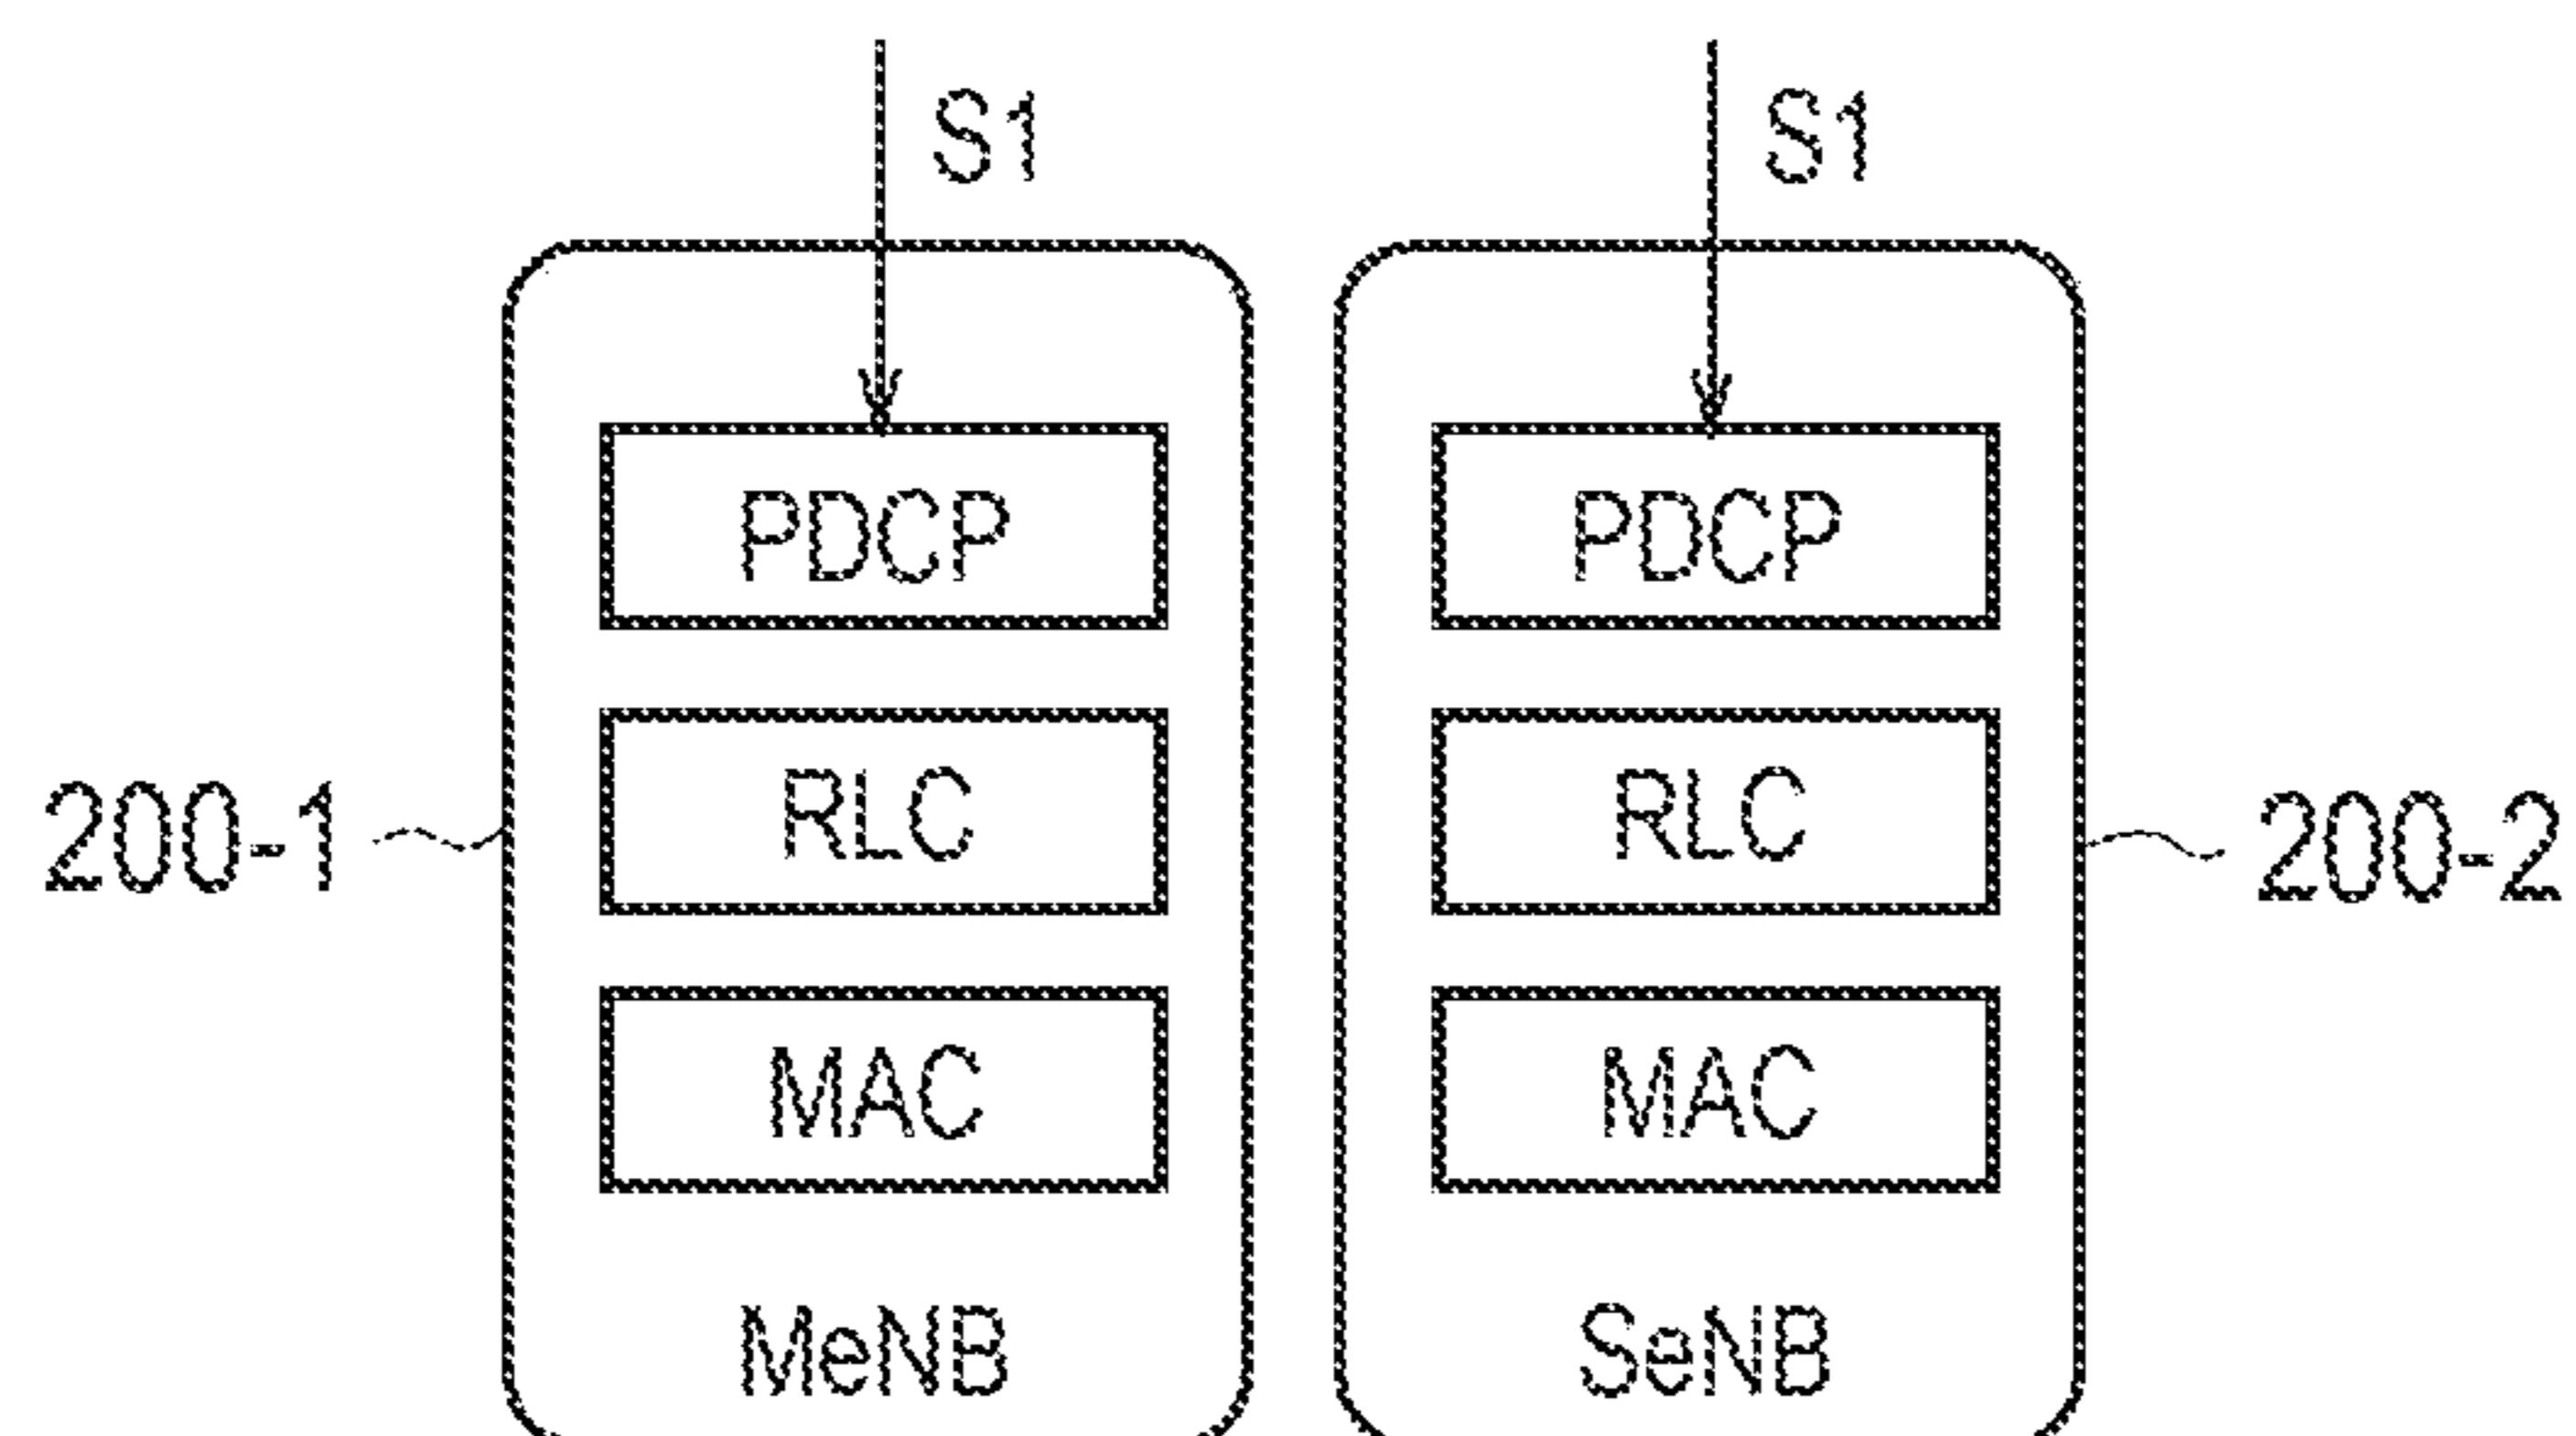 S1 S1
PDCP PDCP
200-1 RLC RLC 200-2
MAC MAC
MeNB SeNB